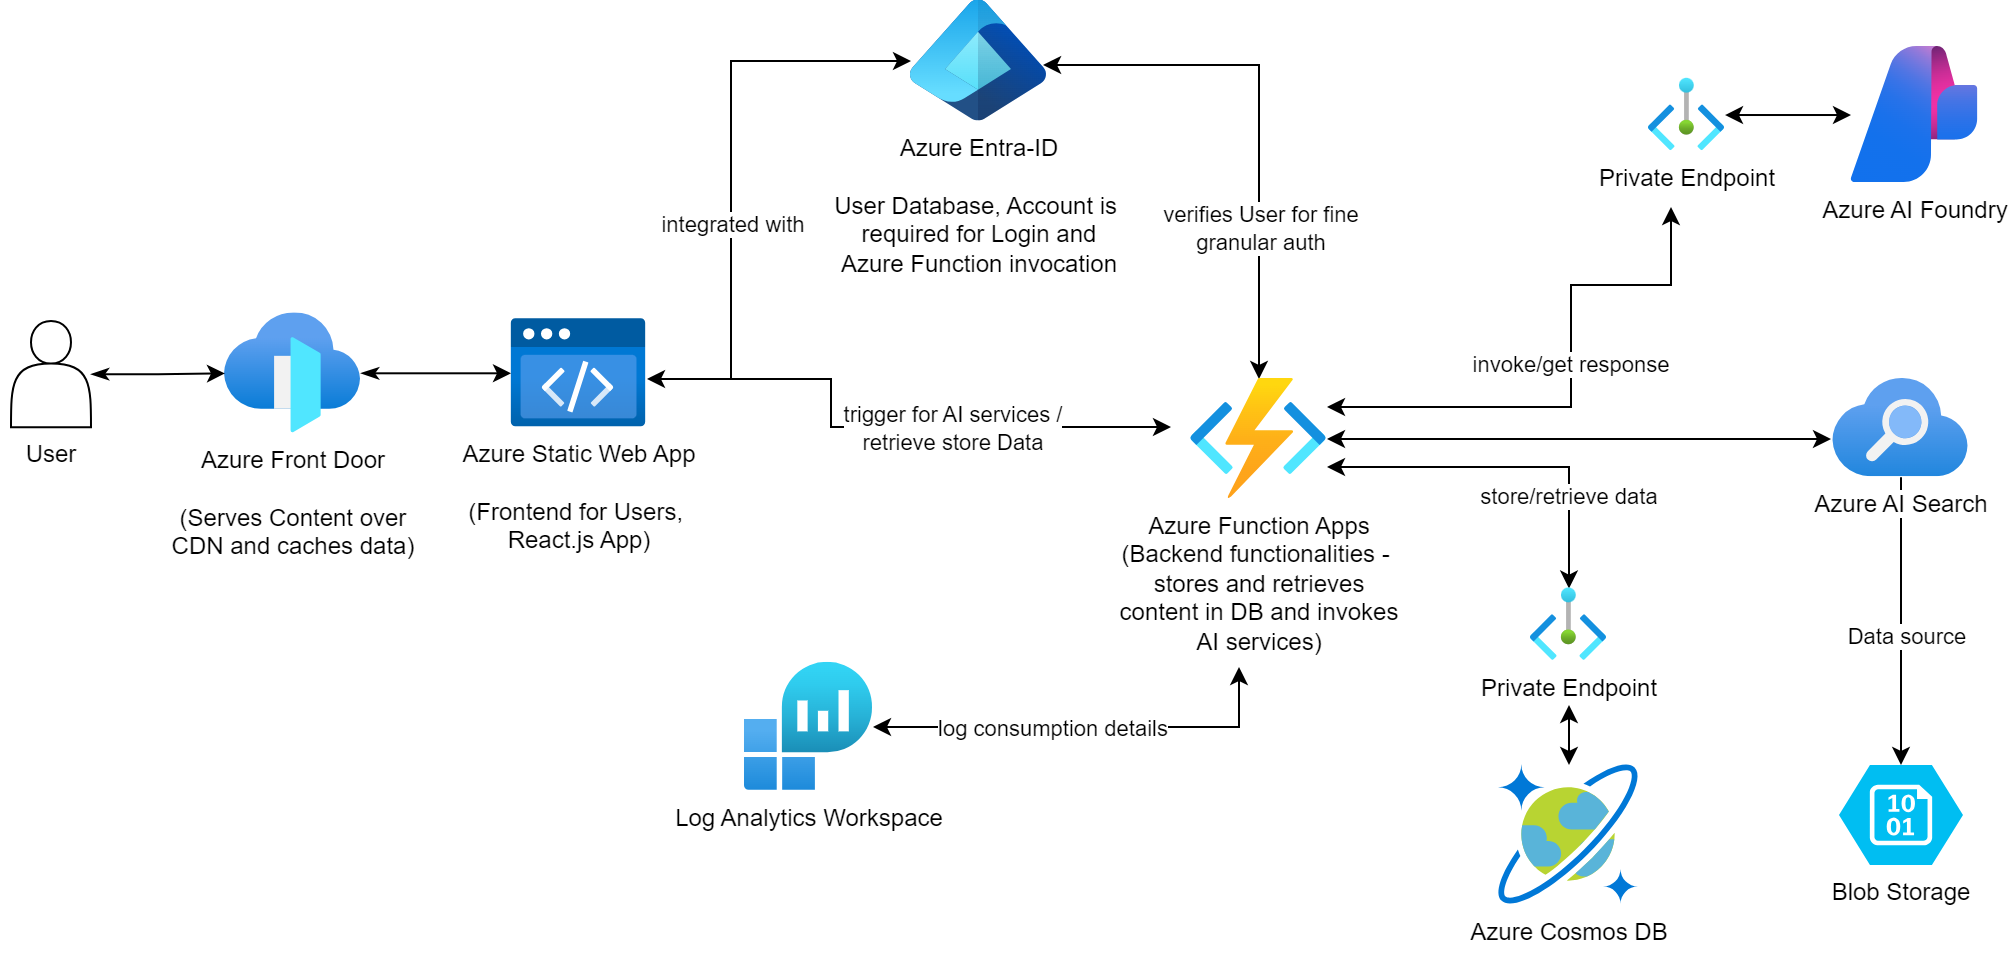 Azure Entra-ID
User Database, Account is
required for Login and
Azure Function invocation
integrated with
verifies User for fine
granular auth
Private Endpoint
Azure AI Foundry
invoke/get response
User
Azure Front Door
(Serves Content over
CDN and caches data)
Azure Static Web App
(Frontend for Users,
React.js App)
trigger for AI services /
retrieve store Data
Azure Function Apps
(Backend functionalities -
stores and retrieves
content in DB and invokes
AI services)
store/retrieve data
Azure AI Search
Data source
Private Endpoint
log consumption details
Log Analytics Workspace
Azure Cosmos DB
10
01
Blob Storage